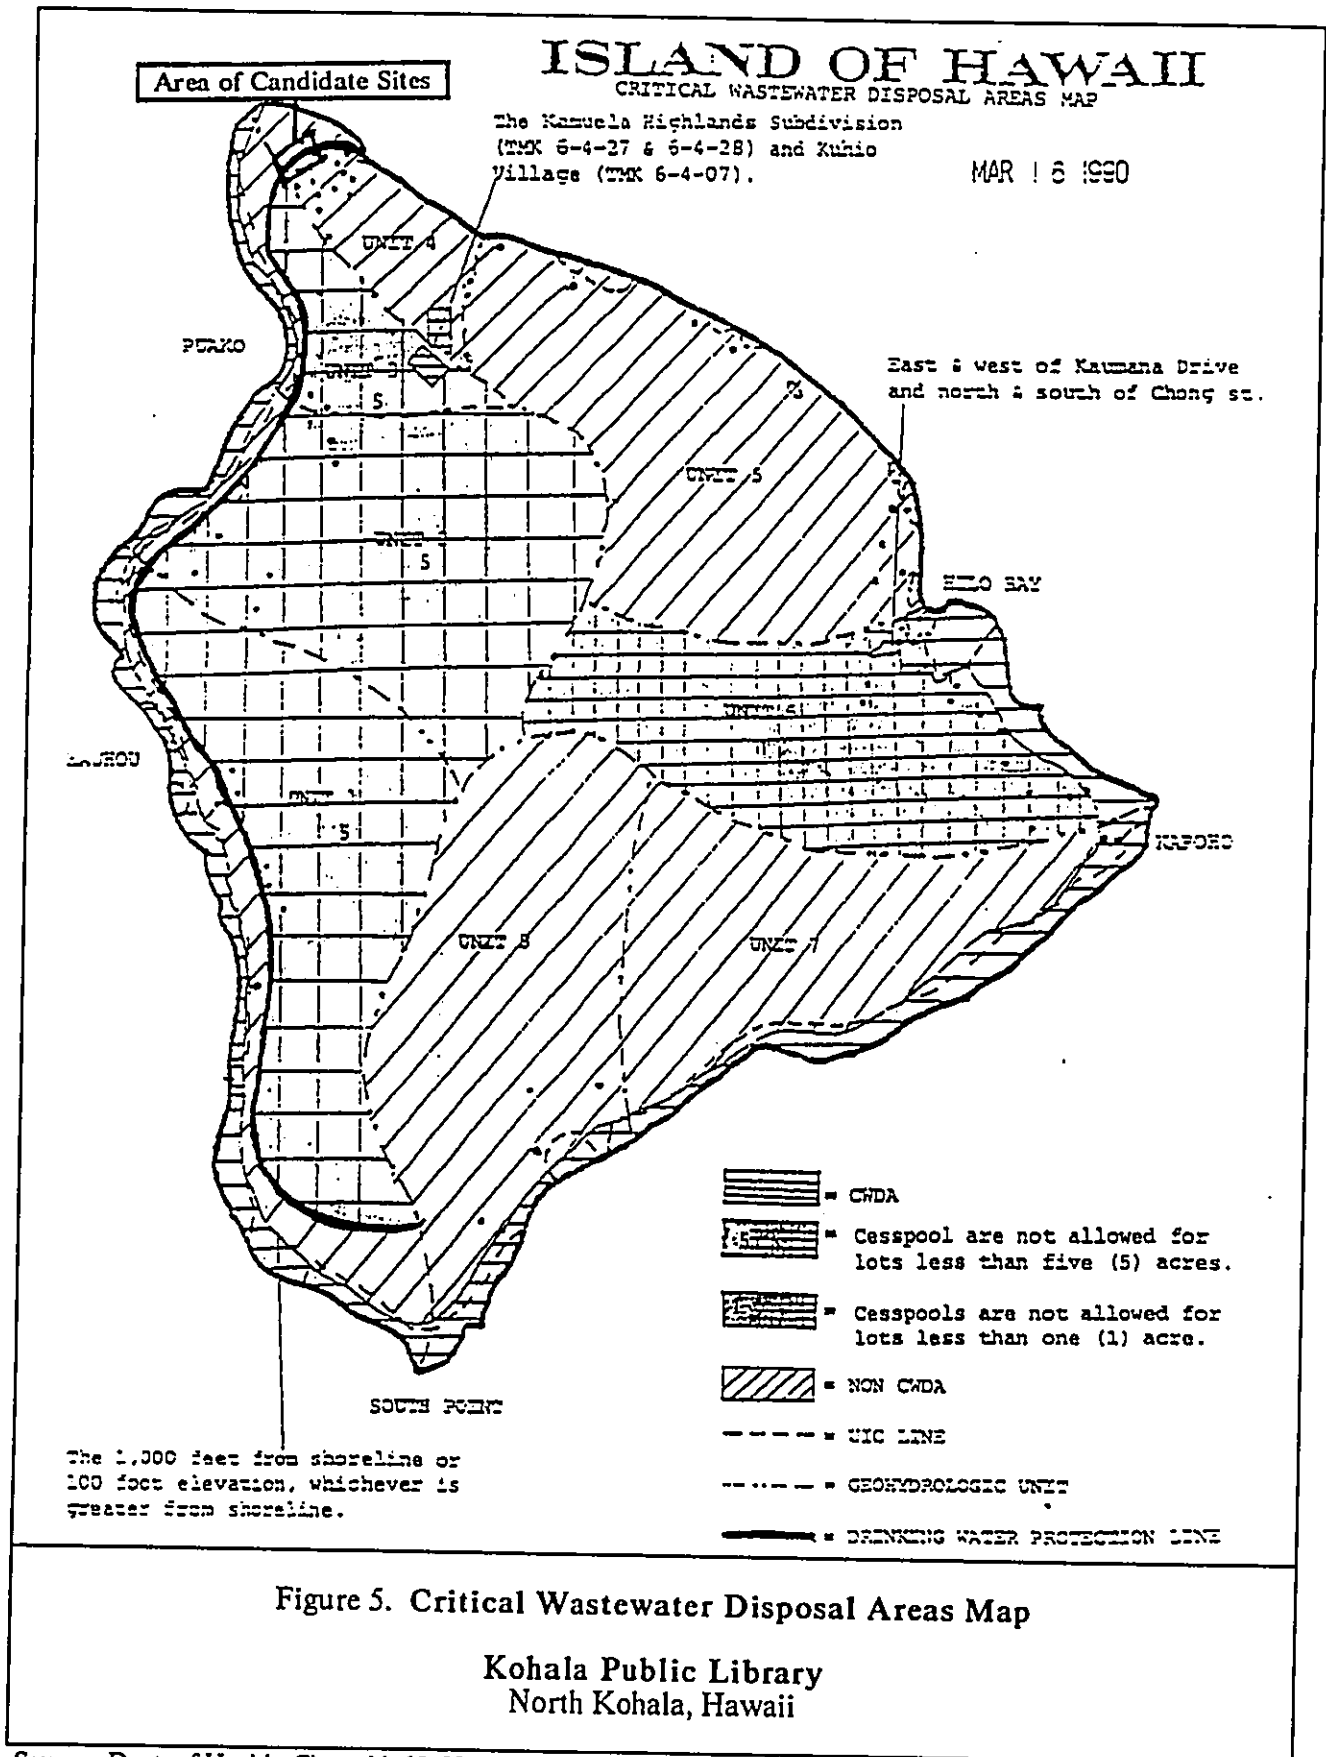 ISLAND OF HAWAII
CRITICAL WASTEWATER DISPOSAL AREAS MAP
Area of Candidate Sites
The Kamuela Highlands Subdivision
(TMK 6-4-27 & 6-4-28) and Kuhio
Village (TMK 6-4-07).
MAR 16 1990
UNIT 4
PUAKO
East & west of Kaumana Drive
and north & south of Chong st.
UNIT 3
5
UNIT 5
UNIT
5
HILO BAY
UNIT 6
UNIT
5
KAPOHO
UNIT 8
UNIT 7
= CWDA
5
= Cesspool are not allowed for
lots less than five (5) acres.
= Cesspools are not allowed for
lots less than one (1) acre.
= NON CWDA
= UIC LINE
= GEOHYDROLOGIC UNIT
= DRINKING WATER PROTECTION LINE
SOUTH POINT
The 1,000 feet from shoreline or
100 foot elevation, whichever is
greater from shoreline.
Figure 5. Critical Wastewater Disposal Areas Map
Kohala Public Library
North Kohala, Hawaii